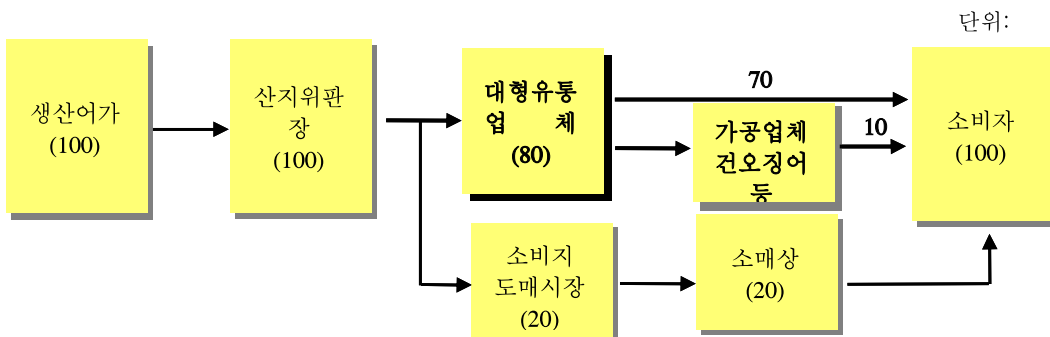 단위:
생산어가
(100)
산지위판
장
(100)
대형유통
업 체
(80)
70
가공업체
건오징어
등
10
소비자
(100)
소비지
도매시장
(20)
소매상
(20)